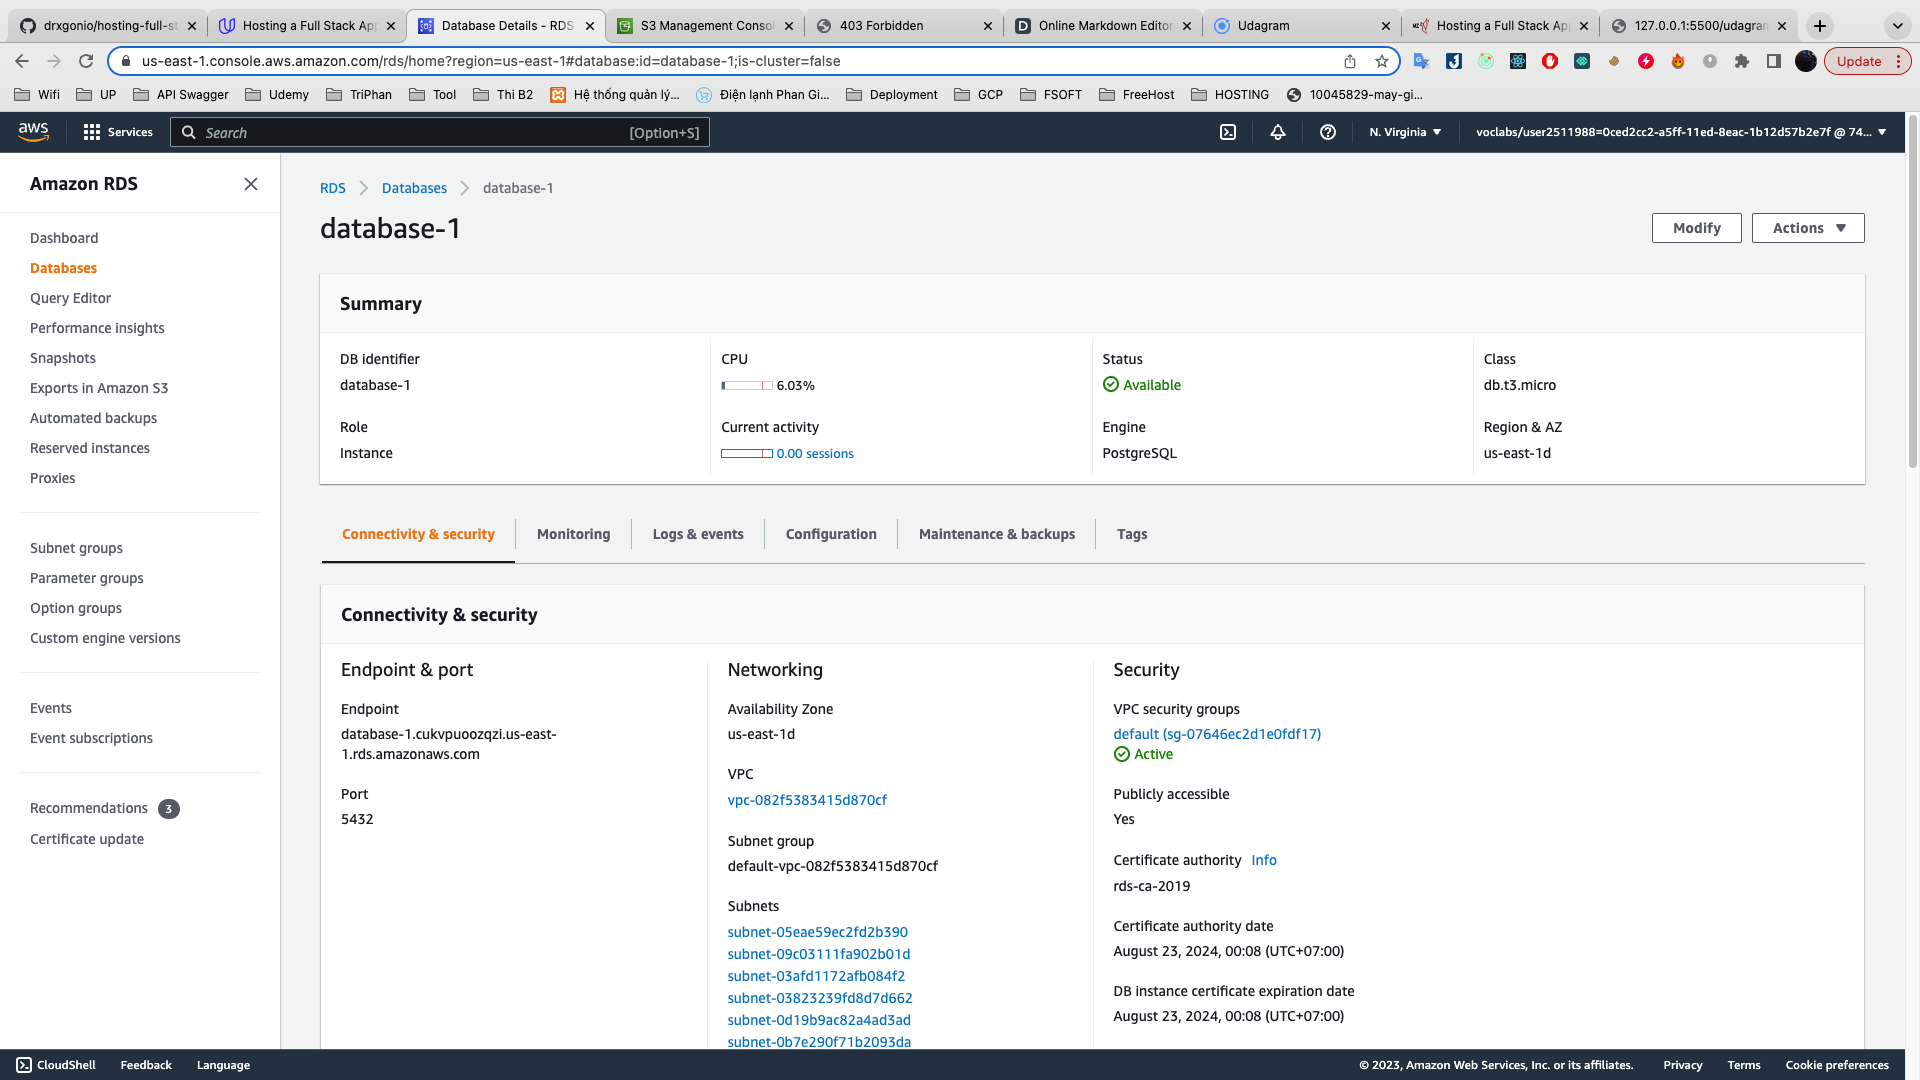 drxgonio/hosting-full-st
Hosting a Full Stack App
Database Details - RDS
S3 Management Consol
403 Forbidden
Online Markdown Editor
Udagram
Hosting a Full Stack Ap
127.0.0.1:5500/udagram
us-east-1.console.aws.amazon.com/rds/home?region=us-east-1#database:id=database-1;is-cluster=false
Update
Wifi
UP
API Swagger
Udemy
TriPhan
Tool
Thi B2
Hệ thống quản lý...
Điện lạnh Phan Gi...
Deployment
GCP
FSOFT
FreeHost
HOSTING
10045829-may-gi...
aws
Services
Search
[Option+S]
N. Virginia
voclabs/user2511988=0ced2cc2-a5ff-11ed-8eac-1b12d57b2e7f @ 74...
Amazon RDS
Dashboard
Databases
Query Editor
Performance insights
Snapshots
Exports in Amazon S3
Automated backups
Reserved instances
Proxies
Subnet groups
Parameter groups
Option groups
Custom engine versions
Events
Event subscriptions
Recommendations 3
Certificate update
RDS
Databases
database-1
database-1
Modify
Actions
Summary
DB identifier
database-1
CPU
6.03%
Status
Available
Class
db.t3.micro
Role
Instance
Current activity
0.00 sessions
Engine
PostgreSQL
Region & AZ
us-east-1d
Connectivity & security
Monitoring
Logs & events
Configuration
Maintenance & backups
Tags
Connectivity & security
Endpoint & port
Endpoint
database-1.cukvpuoozqzi.us-east-
1.rds.amazonaws.com
Port
5432
Networking
Availability Zone
us-east-1d
VPC
vpc-082f5383415d870cf
Subnet group
default-vpc-082f5383415d870cf
Subnets
subnet-05eae59ec2fd2b390
subnet-09c03111fa902b01d
subnet-03afd1172afb084f2
subnet-03823239fd8d7d662
subnet-0d19b9ac82a4ad3ad
subnet-0b7e290f71b2093da
Security
VPC security groups
default (sg-07646ec2d1e0fdf17)
Active
Publicly accessible
Yes
Certificate authority Info
rds-ca-2019
Certificate authority date
August 23, 2024, 00:08 (UTC+07:00)
DB instance certificate expiration date
August 23, 2024, 00:08 (UTC+07:00)
CloudShell
Feedback
Language
© 2023, Amazon Web Services, Inc. or its affiliates.
Privacy
Terms
Cookie preferences